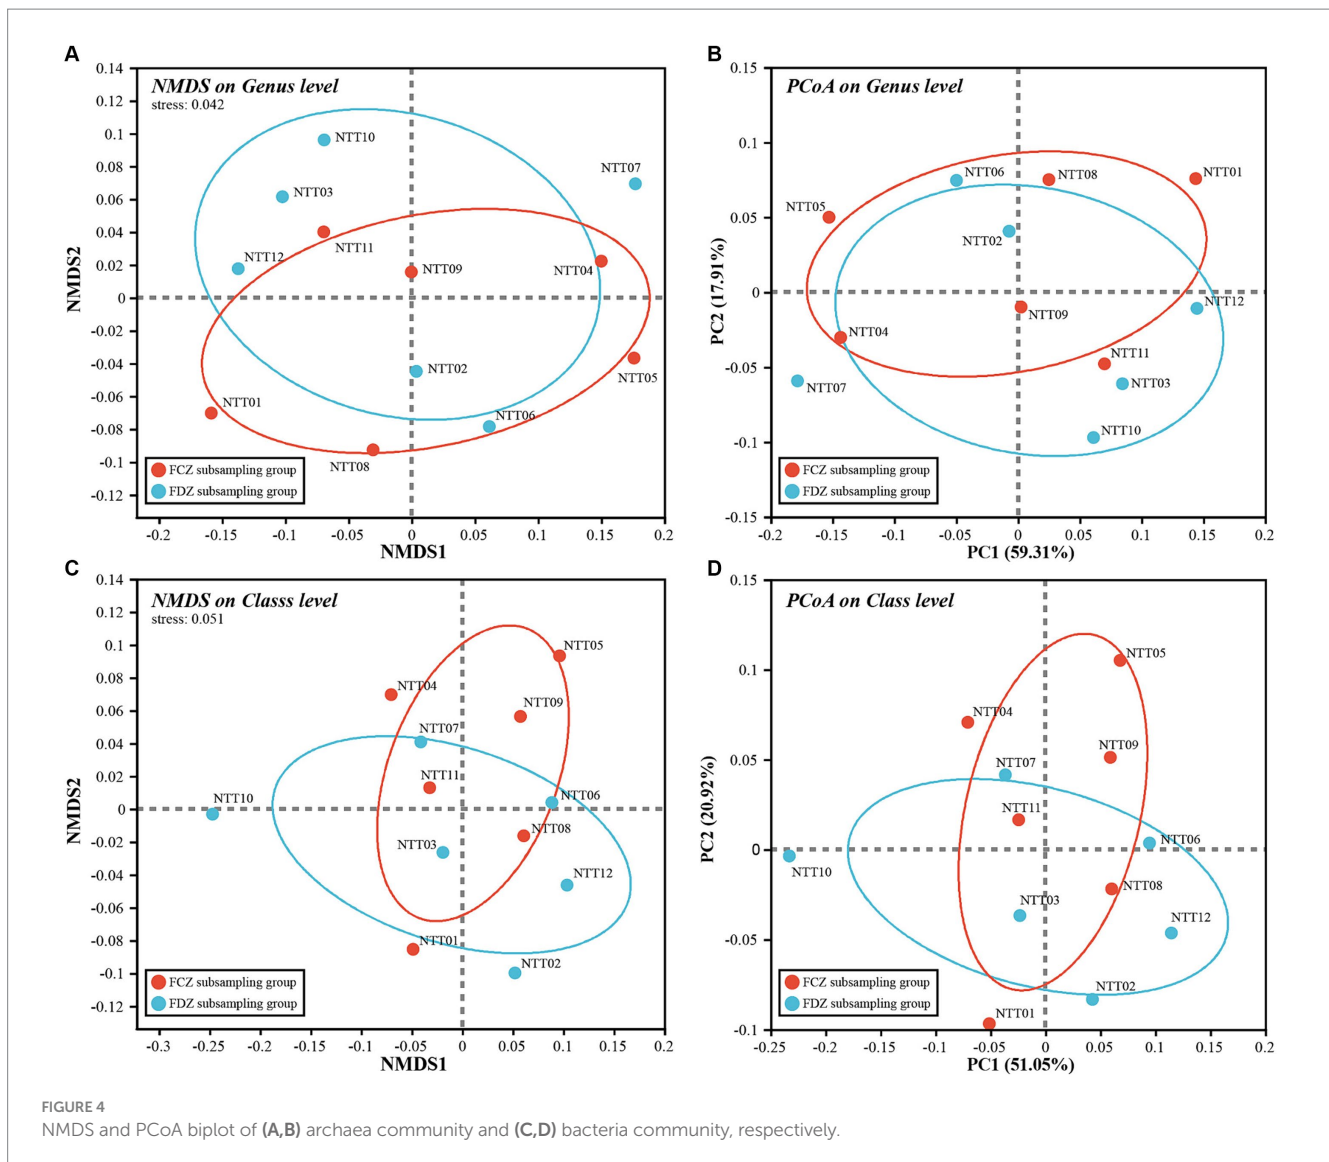 A
NMDS on Genus level
stress: 0.042
0.14
0.12
0.1
0.08
0.06
0.04
0.02
0
-0.02
-0.04
-0.06
-0.08
-0.1
-0.12
NMDS2
NTT10
NTT07
NTT03
NTT11
NTT12
NTT09
NTT04
NTT02
NTT05
NTT01
NTT06
NTT08
FCZ subsampling group
FDZ subsampling group
-0.2 -0.15 -0.1 -0.05 0 0.05 0.1 0.15 0.2
NMDS1
B
PCoA on Genus level
0.15
0.1
0.05
0
-0.05
-0.1
-0.15
PC2 (17.91%)
NTT06
NTT08
NTT01
NTT05
NTT02
NTT12
NTT09
NTT04
NTT11
NTT07
NTT03
NTT10
FCZ subsampling group
FDZ subsampling group
-0.2 -0.15 -0.1 -0.05 0 0.05 0.1 0.15 0.2
PC1 (59.31%)
C
NMDS on Classs level
stress: 0.051
0.14
0.12
0.1
0.08
0.06
0.04
0.02
0
-0.02
-0.04
-0.06
-0.08
-0.1
-0.12
NMDS2
NTT05
NTT04
NTT09
NTT07
NTT11
NTT10
NTT06
NTT08
NTT03
NTT12
NTT01
NTT02
FCZ subsampling group
FDZ subsampling group
-0.3 -0.25 -0.2 -0.15 -0.1 -0.05 0 0.05 0.1 0.15 0.2
NMDS1
D
PCoA on Class level
0.15
0.1
0.05
0
-0.05
-0.1
PC2 (20.92%)
NTT05
NTT04
NTT09
NTT07
NTT11
NTT06
NTT10
NTT08
NTT03
NTT12
NTT02
NTT01
FCZ subsampling group
FDZ subsampling group
-0.25 -0.2 -0.15 -0.1 -0.05 0 0.05 0.1 0.15 0.2
PC1 (51.05%)
FIGURE 4
NMDS and PCoA biplot of (A,B) archaea community and (C,D) bacteria community, respectively.